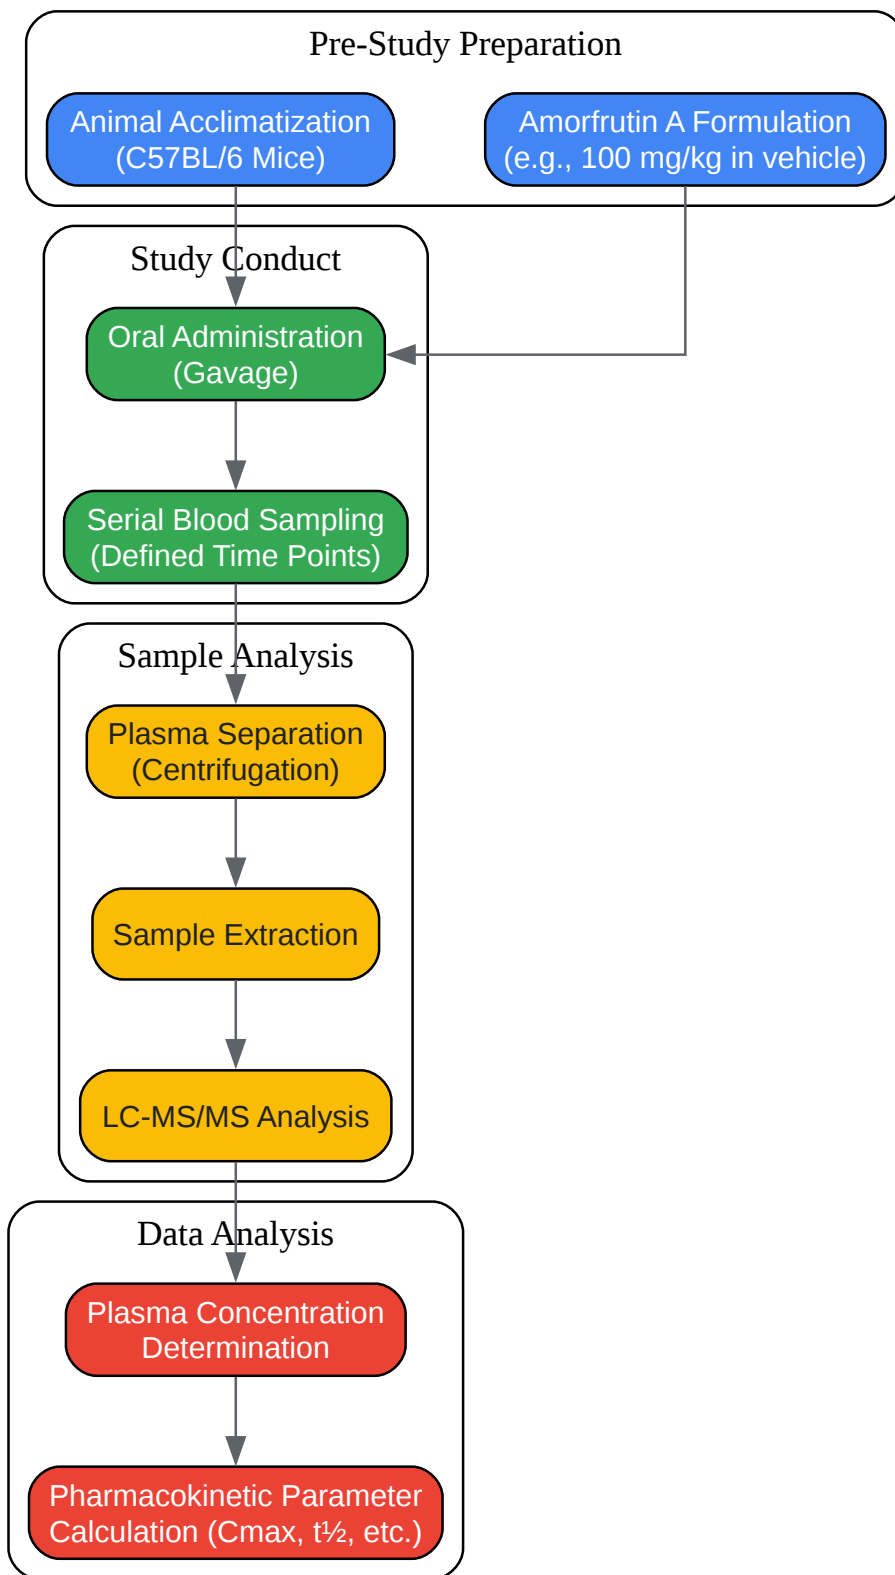 Pre-Study Preparation
Animal Acclimatization
(C57BL/6 Mice)
Amorfrutin A Formulation
(e.g., 100 mg/kg in vehicle)
Study Conduct
Oral Administration
(Gavage)
Serial Blood Sampling
(Defined Time Points)
Sample Analysis
Plasma Separation
(Centrifugation)
Sample Extraction
LC-MS/MS Analysis
Data Analysis
Plasma Concentration
Determination
Pharmacokinetic Parameter
Calculation (Cmax, t½, etc.)